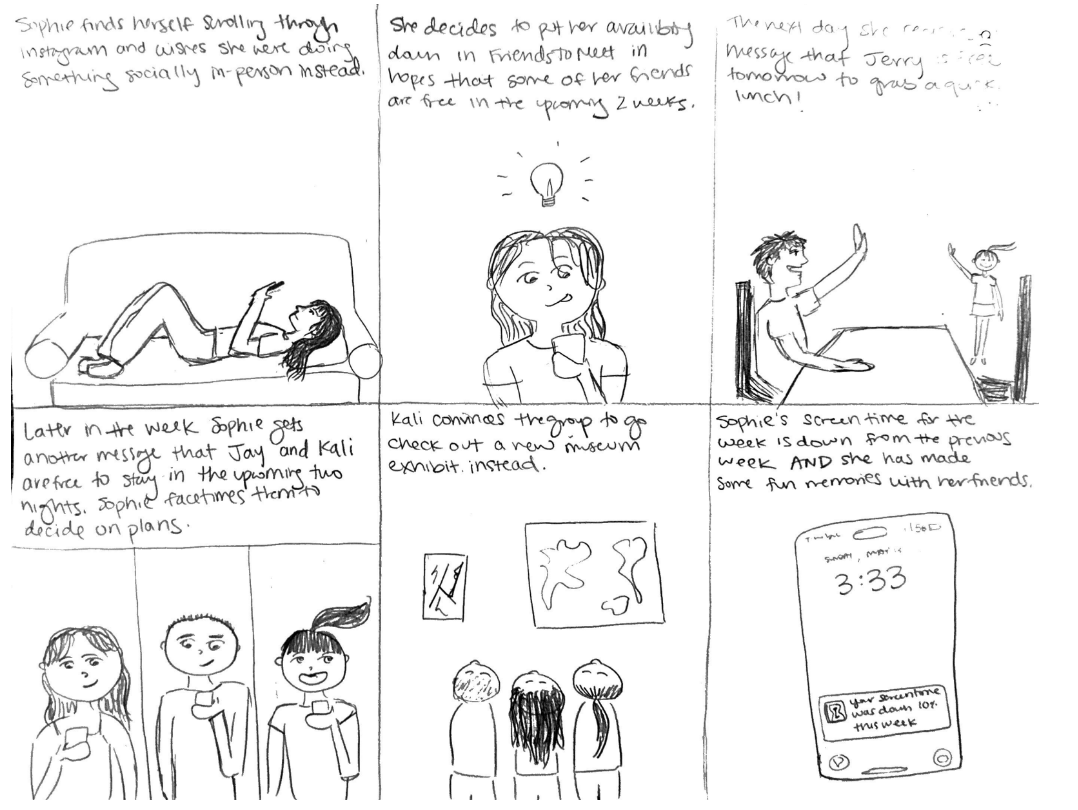 Sophie finds herself scrolling through
instagram and wishes she were doing
something socially in-person instead.
She decides to put her availibility
down in FriendstoMeet in
hopes that some of her friends
are free in the upcoming 2 weeks.
The next day she
message that Jerry is free
tomorrow to grab a quick
lunch!
Later in the week Sophie gets
another message that Jay and Kali
are free to stay in the upcoming two
nights. Sophie facetimes them to
decide on plans.
Kali convinces the group to go
check out a new museum
exhibit instead.
Sophie's screen time for the
week is down from the previous
week AND she has made
some fun memories with her friends.
SUNDAY, MAY
3:33
your screentime
was down 10%
this week